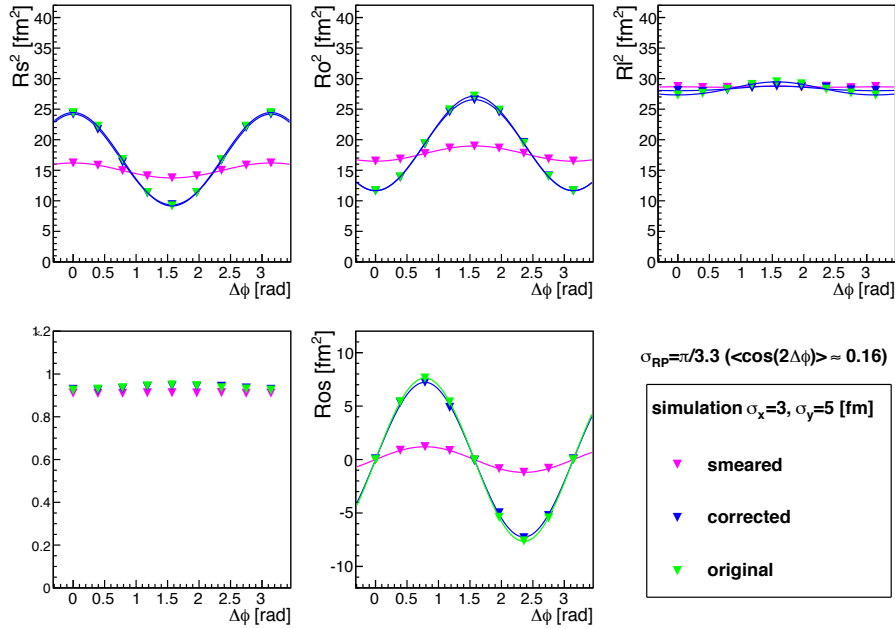 Rs² [fm²]
40
35
30
25
20
15
10
5
0
0 0.5 1 1.5 2 2.5 3
Δϕ [rad]
Ro² [fm²]
40
35
30
25
20
15
10
5
0
0 0.5 1 1.5 2 2.5 3
Δϕ [rad]
Rl² [fm²]
40
35
30
25
20
15
10
5
0
0 0.5 1 1.5 2 2.5 3
Δϕ [rad]
1.2
1
0.8
0.6
0.4
0.2
0
0 0.5 1 1.5 2 2.5 3
Δϕ [rad]
Ros [fm²]
10
5
0
-5
-10
0 0.5 1 1.5 2 2.5 3
Δϕ [rad]
σRP=π/3.3 (<cos(2Δϕ)> ≈ 0.16)
simulation σx=3, σy=5 [fm]
smeared
corrected
original